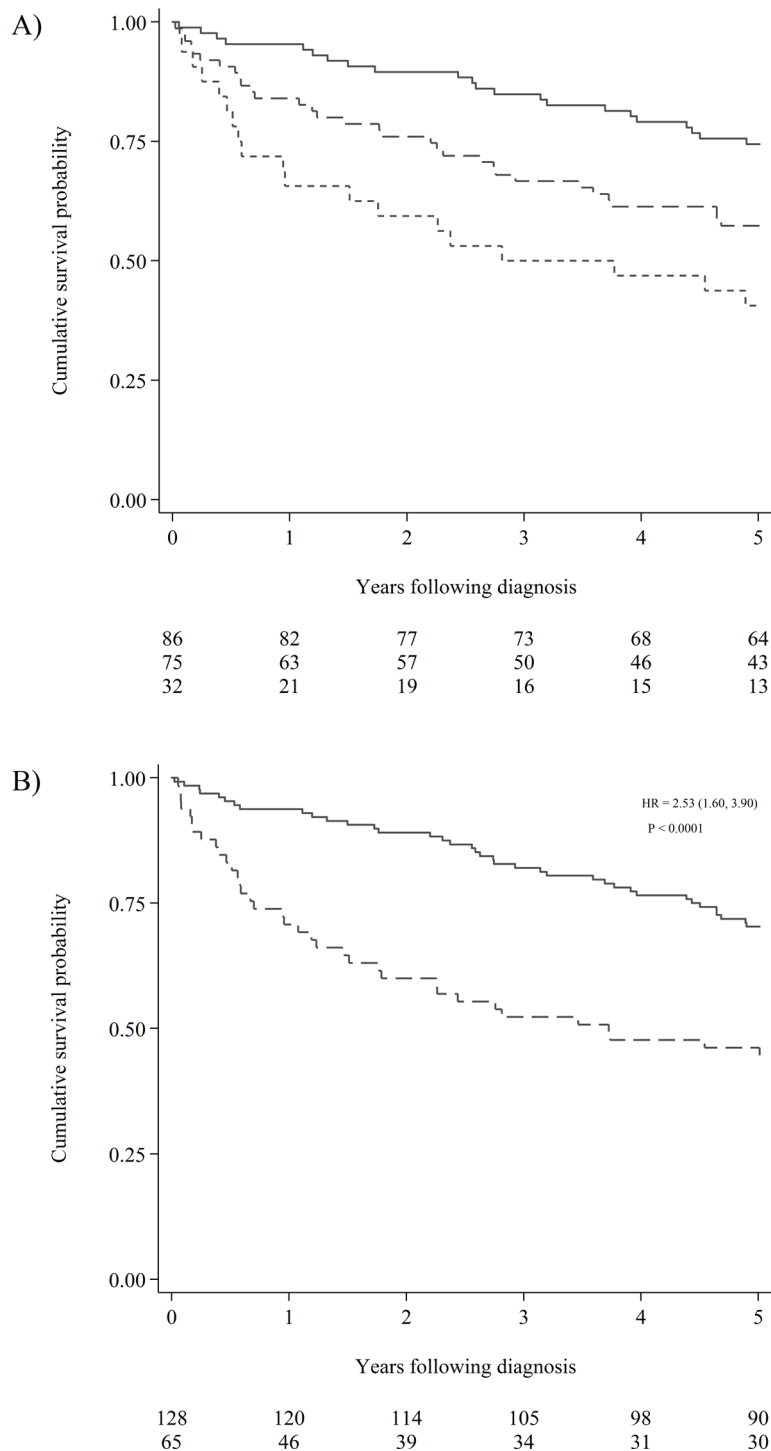 A)
1.00
0.75
0.50
0.25
0.00
Cumulative survival probability
0 1 2 3 4 5
Years following diagnosis
86 82 77 73 68 64
75 63 57 50 46 43
32 21 19 16 15 13
B)
1.00
0.75
0.50
0.25
0.00
Cumulative survival probability
HR = 2.53 (1.60, 3.90)
P < 0.0001
0 1 2 3 4 5
Years following diagnosis
128 120 114 105 98 90
65 46 39 34 31 30